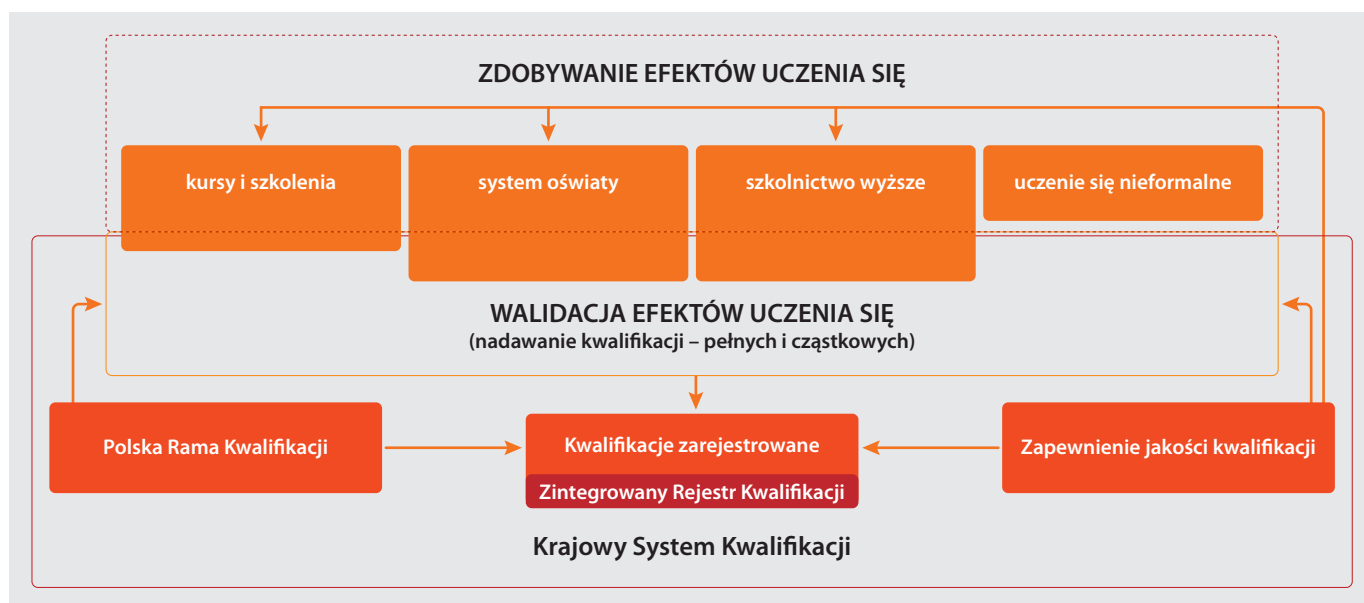 ZDOBYWANIE EFEKTÓW UCZENIA SIĘ
kursy i szkolenia
system oświaty
szkolnictwo wyższe
uczenie się nieformalne
WALIDACJA EFEKTÓW UCZENIA SIĘ
(nadawanie kwalifikacji – pełnych i cząstkowych)
Polska Rama Kwalifikacji
Kwalifikacje zarejestrowane
Zapewnienie jakości kwalifikacji
Zintegrowany Rejestr Kwalifikacji
Krajowy System Kwalifikacji